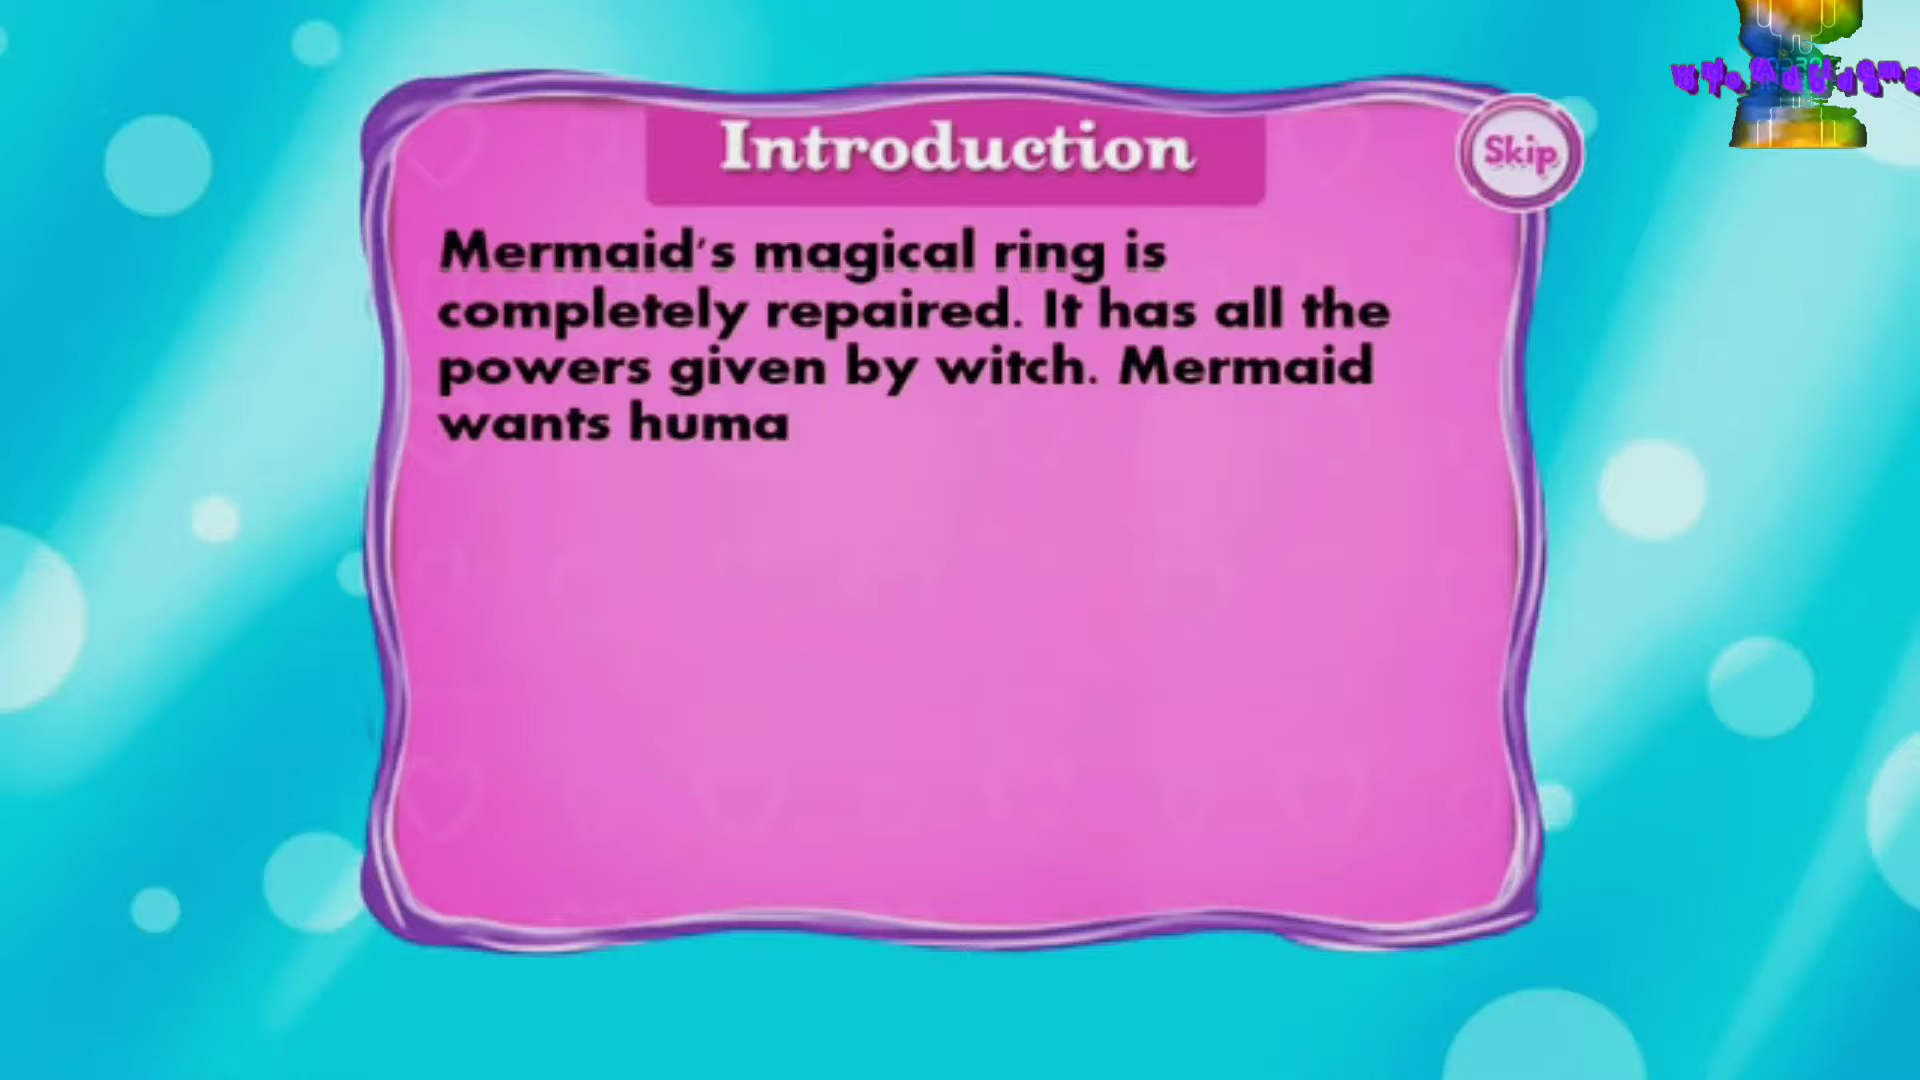 Introduction
Skip
Mermaid's magical ring is
completely repaired. It has all the
powers given by witch. Mermaid
wants huma